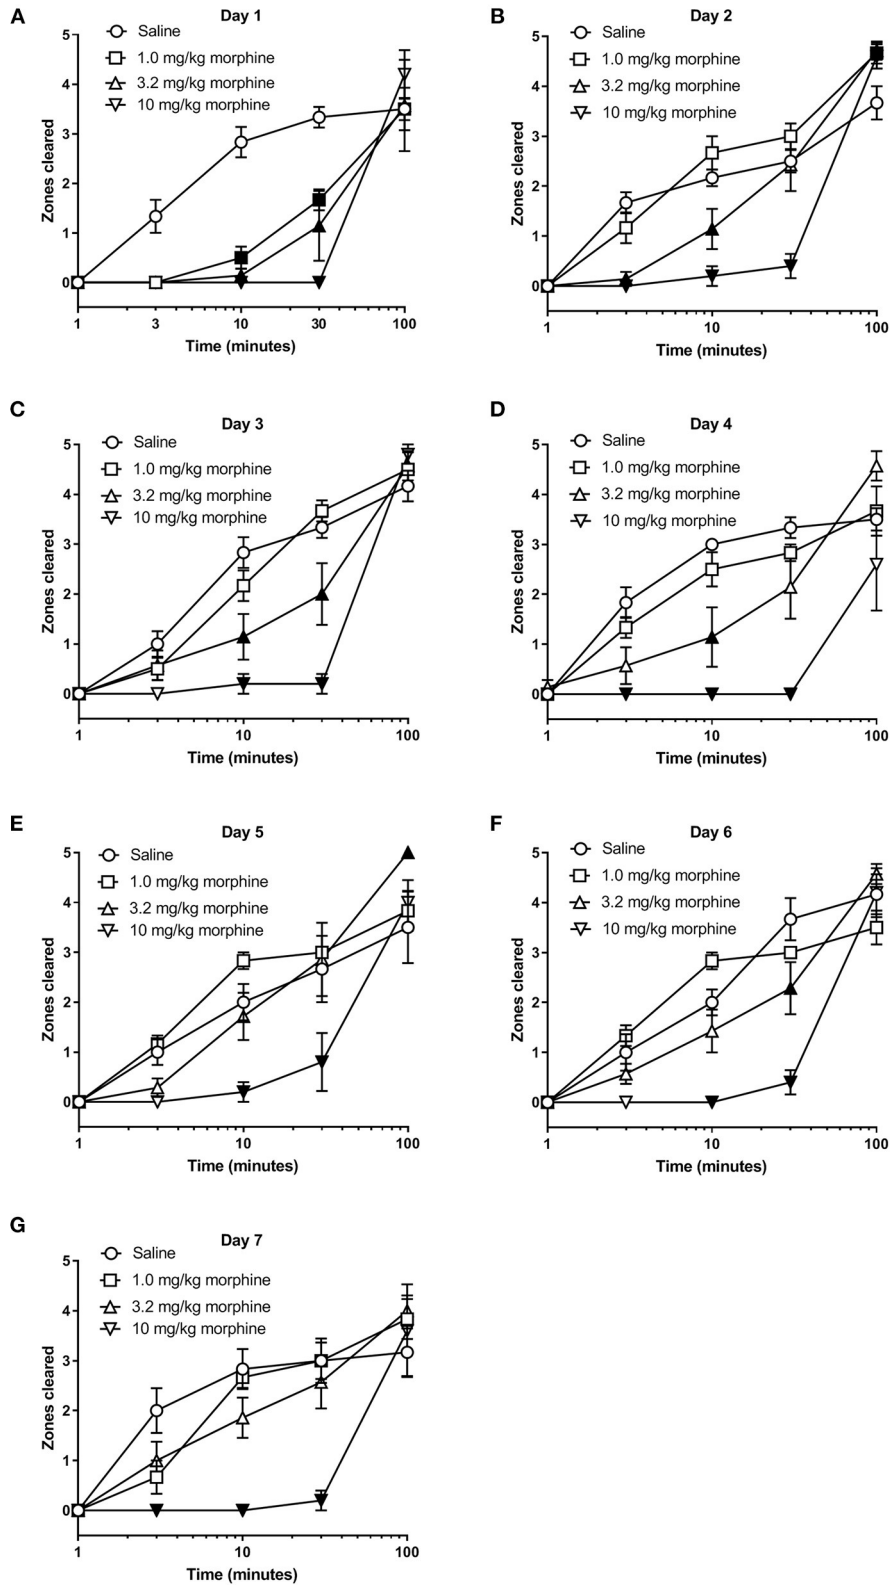 A
Day 1
Saline
1.0 mg/kg morphine
3.2 mg/kg morphine
10 mg/kg morphine
Zones cleared
5
4
3
2
1
0
1
3
10
30
100
Time (minutes)
B
Day 2
Saline
1.0 mg/kg morphine
3.2 mg/kg morphine
10 mg/kg morphine
Zones cleared
5
4
3
2
1
0
1
10
100
Time (minutes)
C
Day 3
Saline
1.0 mg/kg morphine
3.2 mg/kg morphine
10 mg/kg morphine
Zones cleared
5
4
3
2
1
0
1
10
100
Time (minutes)
D
Day 4
Saline
1.0 mg/kg morphine
3.2 mg/kg morphine
10 mg/kg morphine
Zones cleared
5
4
3
2
1
0
1
10
100
Time (minutes)
E
Day 5
Saline
1.0 mg/kg morphine
3.2 mg/kg morphine
10 mg/kg morphine
Zones cleared
5
4
3
2
1
0
1
10
100
Time (minutes)
F
Day 6
Saline
1.0 mg/kg morphine
3.2 mg/kg morphine
10 mg/kg morphine
Zones cleared
5
4
3
2
1
0
1
10
100
Time (minutes)
G
Day 7
Saline
1.0 mg/kg morphine
3.2 mg/kg morphine
10 mg/kg morphine
Zones cleared
5
4
3
2
1
0
1
10
100
Time (minutes)